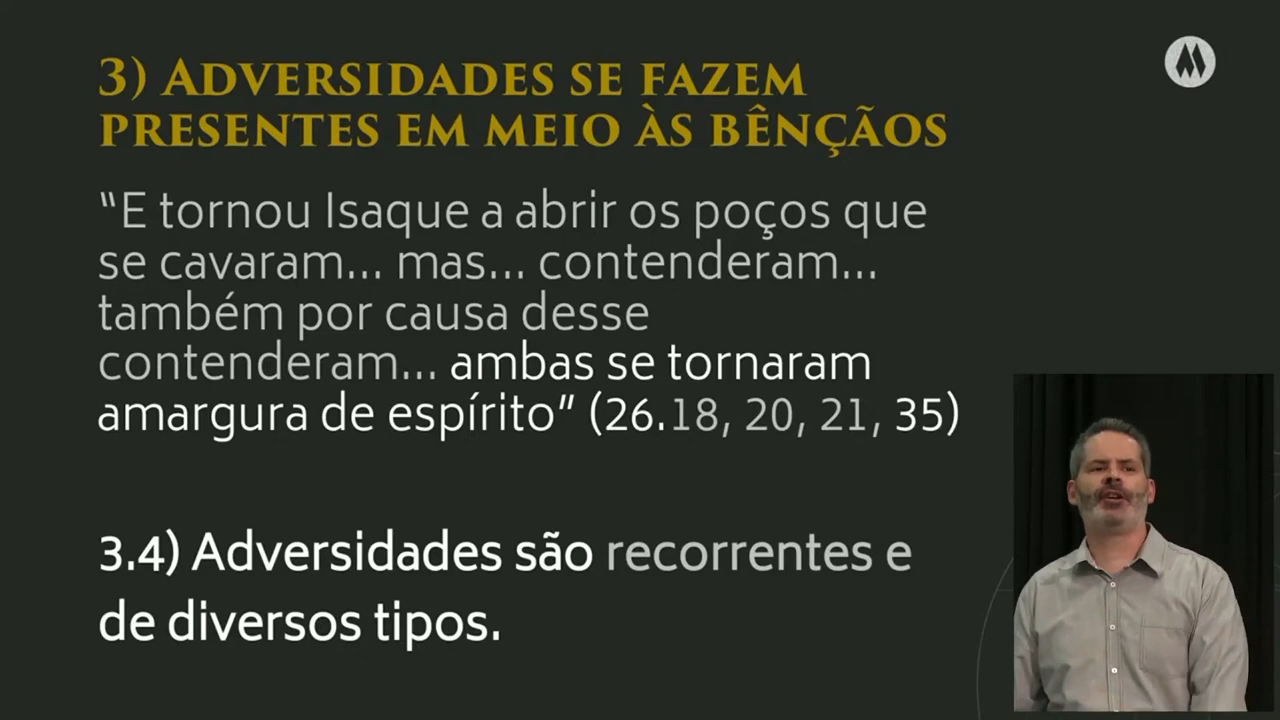 3) ADVERSIDADES SE FAZEM
PRESENTES EM MEIO ÀS BÊNÇÃOS
“E tornou Isaque a abrir os poços que
se cavaram... mas... contenderam...
também por causa desse
contenderam... ambas se tornaram
amargura de espírito” (26.18, 20, 21, 35)
3.4) Adversidades são recorrentes e
de diversos tipos.